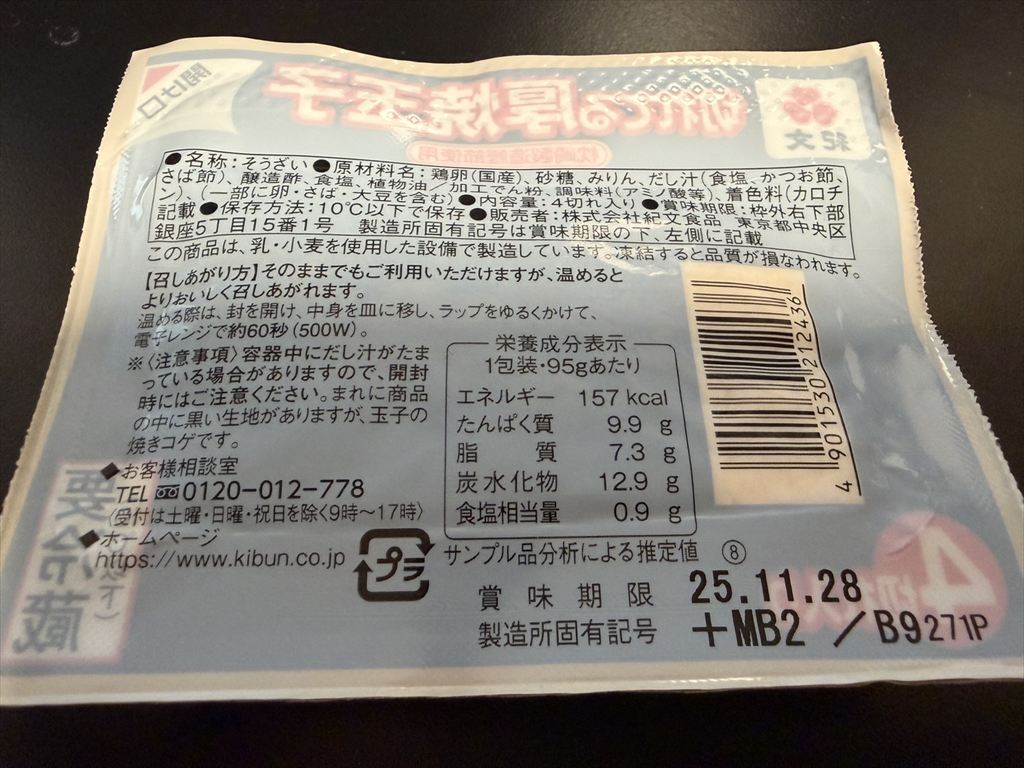 開け口
切れてる厚焼玉子
枕崎製造鰹節使用
紀文
●名称：そうざい●原材料名：鶏卵(国産)、砂糖、みりん、だし汁(食塩、かつお節、
さば節)、醸造酢、食塩、植物油／加工でん粉、調味料(アミノ酸等)、着色料(カロチ
ン)、(一部に卵・さば・大豆を含む)●内容量：4切れ入り●賞味期限：枠外右下部
記載●保存方法：10℃以下で保存●販売者：株式会社紀文食品 東京都中央区
銀座5丁目15番1号 製造所固有記号は賞味期限の下、左側に記載
この商品は、乳・小麦を使用した設備で製造しています。凍結すると品質が損なわれます。
【召しあがり方】そのままでもご利用いただけますが、温めると
よりおいしく召しあがれます。
温める際は、封を開け、中身を皿に移し、ラップをゆるくかけて、
電子レンジで約60秒(500W)。
※〈注意事項〉容器中にだし汁がたま
っている場合がありますので、開封
時にはご注意ください。まれに商品
の中に黒い生地がありますが、玉子の
焼きコゲです。
◆お客様相談室
TEL 0120-012-778
〈受付は土曜・日曜・祝日を除く9時～17時〉
◆ホームページ
https://www.kibun.co.jp
プラ
栄養成分表示
1包装・95gあたり
エネルギー 157 kcal
たんぱく質 9.9 g
脂質 7.3 g
炭水化物 12.9 g
食塩相当量 0.9 g
サンプル品分析による推定値 ⑧
4 901530 212436
賞味期限 25.11.28
製造所固有記号 +MB2 ／B9271P
要冷蔵
4切